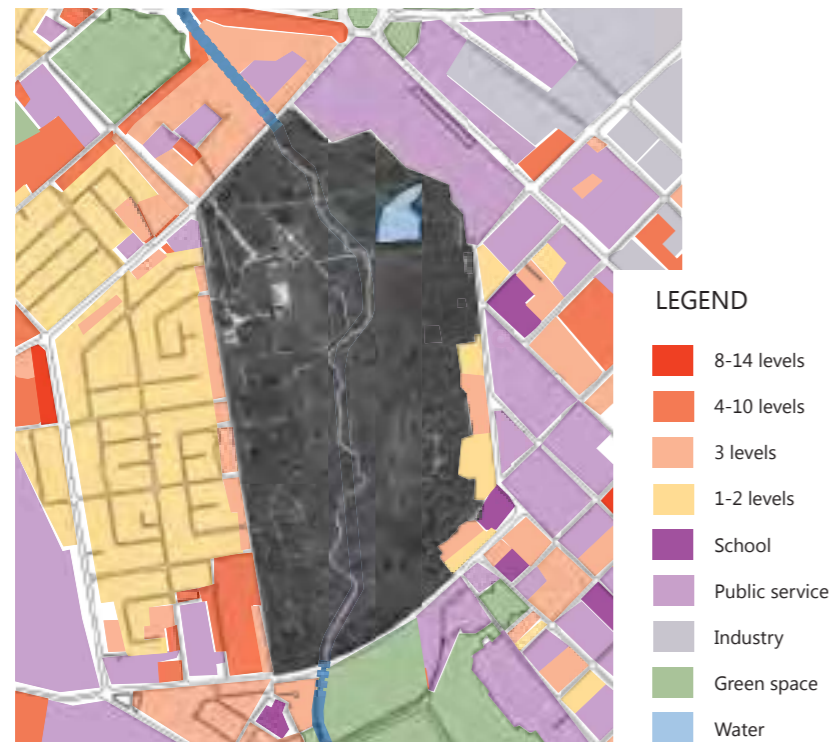 LEGEND
8-14 levels
4-10 levels
3 levels
1-2 levels
School
Public service
Industry
Green space
Water